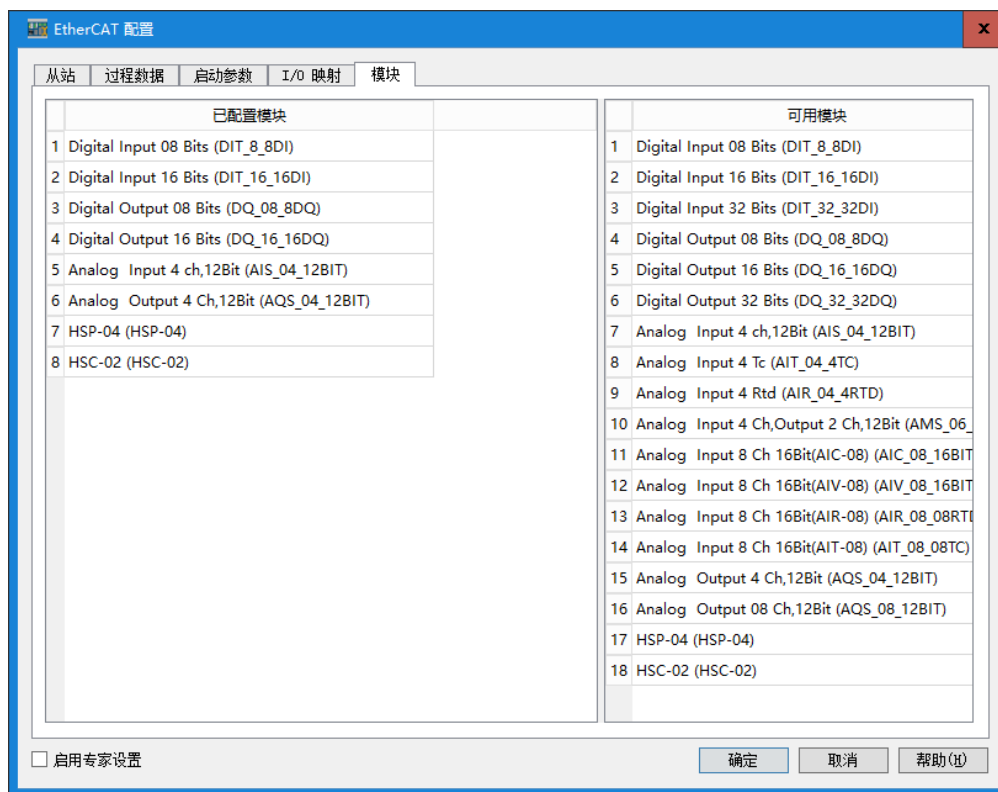 EtherCAT 配置
x
从站 过程数据 启动参数 I/O 映射 模块
已配置模块
1 Digital Input 08 Bits (DIT_8_8DI)
2 Digital Input 16 Bits (DIT_16_16DI)
3 Digital Output 08 Bits (DQ_08_8DQ)
4 Digital Output 16 Bits (DQ_16_16DQ)
5 Analog  Input 4 ch,12Bit (AIS_04_12BIT)
6 Analog  Output 4 Ch,12Bit (AQS_04_12BIT)
7 HSP-04 (HSP-04)
8 HSC-02 (HSC-02)
可用模块
1 Digital Input 08 Bits (DIT_8_8DI)
2 Digital Input 16 Bits (DIT_16_16DI)
3 Digital Input 32 Bits (DIT_32_32DI)
4 Digital Output 08 Bits (DQ_08_8DQ)
5 Digital Output 16 Bits (DQ_16_16DQ)
6 Digital Output 32 Bits (DQ_32_32DQ)
7 Analog  Input 4 ch,12Bit (AIS_04_12BIT)
8 Analog  Input 4 Tc (AIT_04_4TC)
9 Analog  Input 4 Rtd (AIR_04_4RTD)
10 Analog  Input 4 Ch,Output 2 Ch,12Bit (AMS_06_
11 Analog  Input 8 Ch 16Bit(AIC-08) (AIC_08_16BIT
12 Analog  Input 8 Ch 16Bit(AIV-08) (AIV_08_16BIT
13 Analog  Input 8 Ch 16Bit(AIR-08) (AIR_08_08RTD
14 Analog  Input 8 Ch 16Bit(AIT-08) (AIT_08_08TC)
15 Analog  Output 4 Ch,12Bit (AQS_04_12BIT)
16 Analog  Output 08 Ch,12Bit (AQS_08_12BIT)
17 HSP-04 (HSP-04)
18 HSC-02 (HSC-02)
启用专家设置
确定 取消 帮助(H)